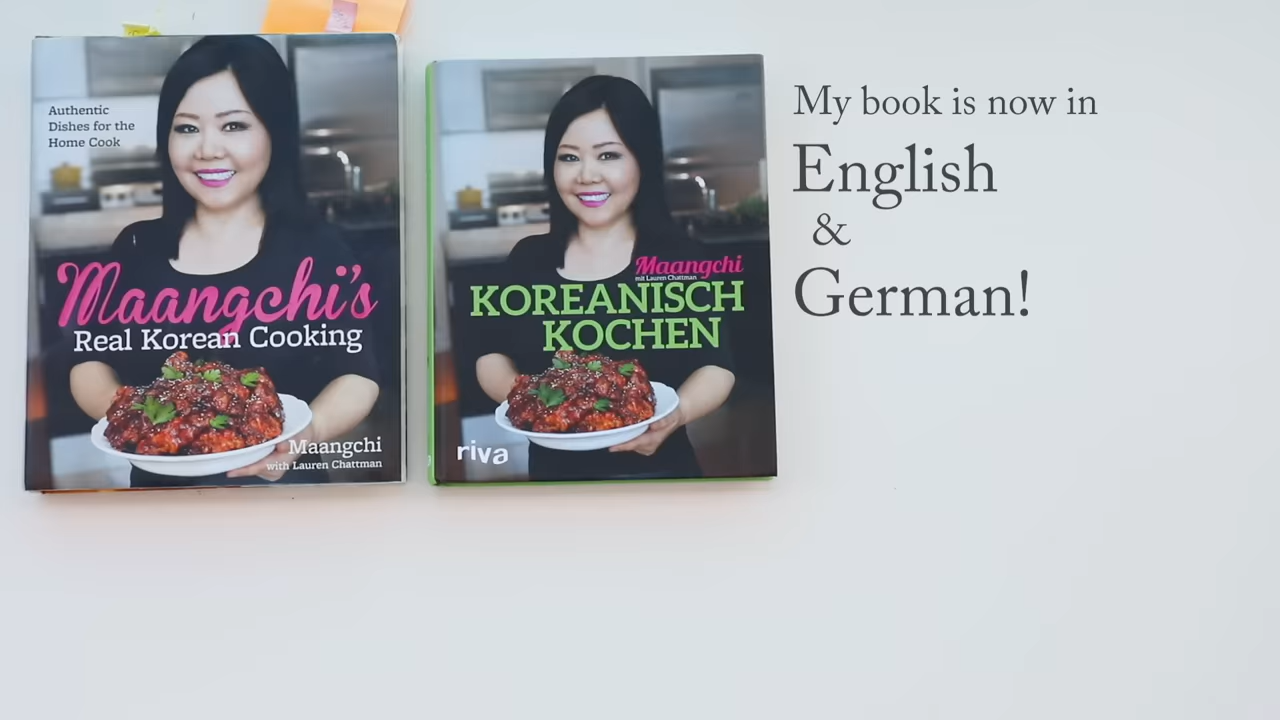 Authentic
Dishes for the
Home Cook
Maangchi's
Real Korean Cooking
Maangchi
with Lauren Chattman
Maangchi
mit Lauren Chattman
KOREANISCH
KOCHEN
riva
My book is now in
English
&
German!